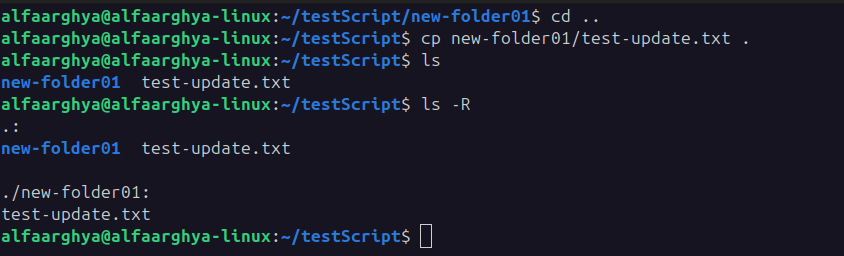 alfaarghya@alfaarghya-linux:~/testScript/new-folder01$ cd ..
alfaarghya@alfaarghya-linux:~/testScript$ cp new-folder01/test-update.txt .
alfaarghya@alfaarghya-linux:~/testScript$ ls
new-folder01  test-update.txt
alfaarghya@alfaarghya-linux:~/testScript$ ls -R
.:
new-folder01  test-update.txt

./new-folder01:
test-update.txt
alfaarghya@alfaarghya-linux:~/testScript$